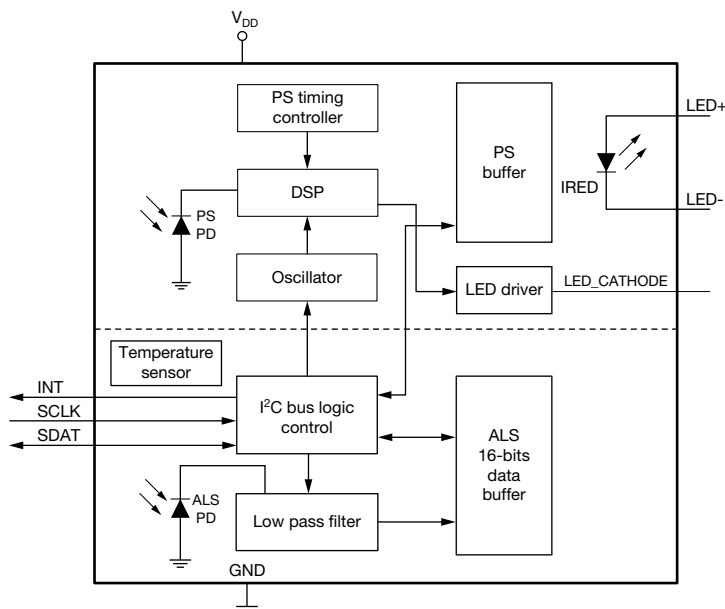 VDD
PS timing
controller
PS
buffer
LED+
DSP
IRED
PS
PD
LED-
Oscillator
LED driver
LED_CATHODE
Temperature
sensor
INT
SCLK
SDAT
I²C bus logic
control
ALS
16-bits
data
buffer
ALS
PD
Low pass filter
GND